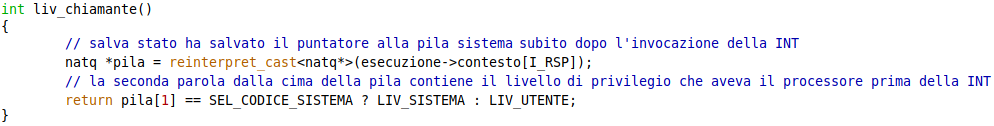 int liv_chiamante()
{
        // salva stato ha salvato il puntatore alla pila sistema subito dopo l'invocazione della INT
        natq *pila = reinterpret_cast<natq*>(esecuzione->contesto[I_RSP]);
        // la seconda parola dalla cima della pila contiene il livello di privilegio che aveva il processore prima della INT
        return pila[1] == SEL_CODICE_SISTEMA ? LIV_SISTEMA : LIV_UTENTE;
}